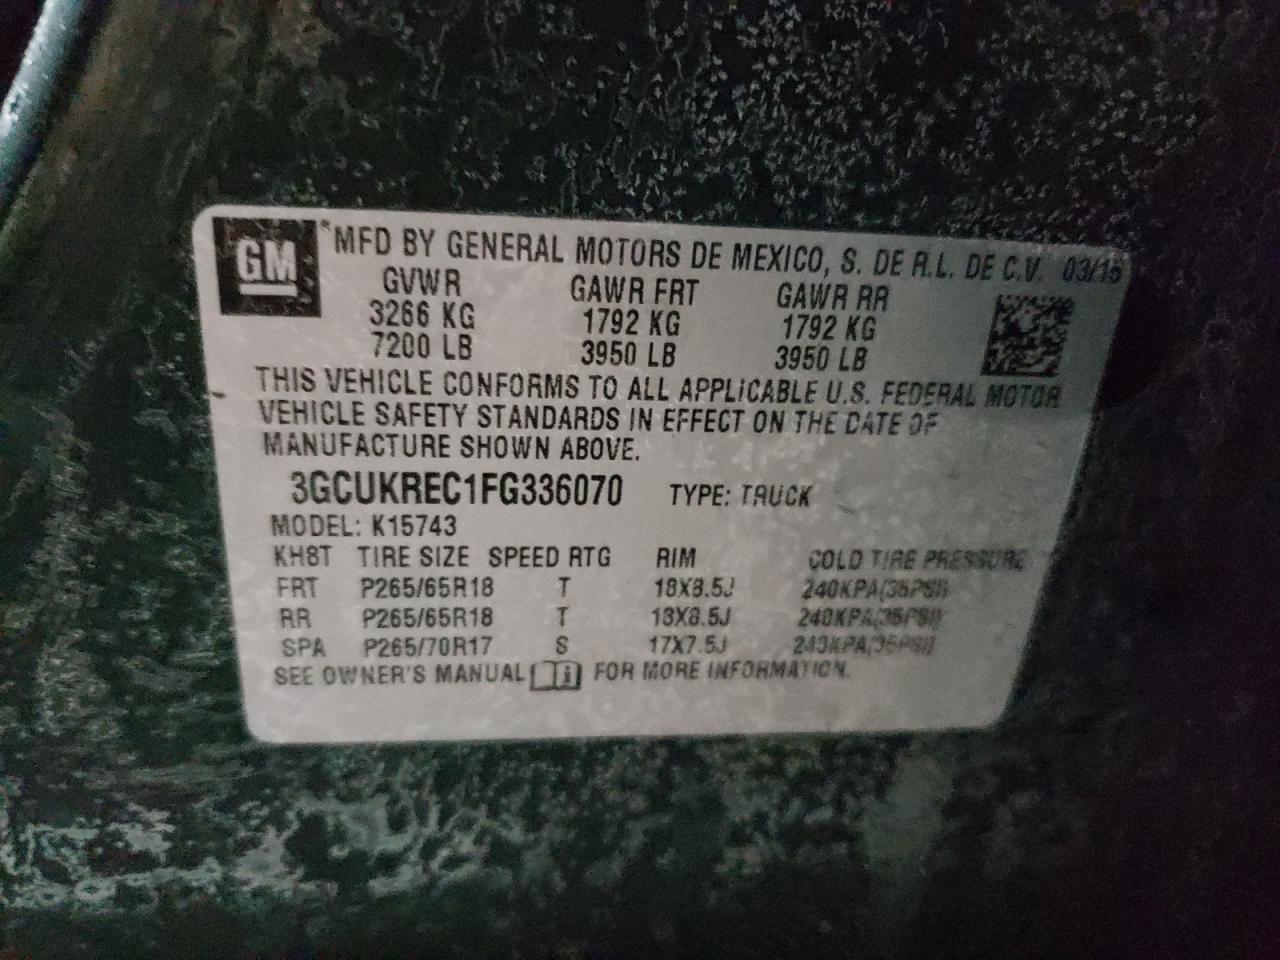 GM
MFD BY GENERAL MOTORS DE MEXICO, S. DE R.L. DE C.V. 03/15
GVWR GAWR FRT GAWR RR
3266 KG 1792 KG 1792 KG
7200 LB 3950 LB 3950 LB
THIS VEHICLE CONFORMS TO ALL APPLICABLE U.S. FEDERAL MOTOR
VEHICLE SAFETY STANDARDS IN EFFECT ON THE DATE OF
MANUFACTURE SHOWN ABOVE.
3GCUKREC1FG336070 TYPE: TRUCK
MODEL: K15743
KH8T TIRE SIZE SPEED RTG RIM COLD TIRE PRESSURE
FRT P265/65R18 T 18X8.5J 240KPA(35PSI)
RR P265/65R18 T 18X8.5J 240KPA(35PSI)
SPA P265/70R17 S 17X7.5J 240KPA(35PSI)
SEE OWNER'S MANUAL i FOR MORE INFORMATION.